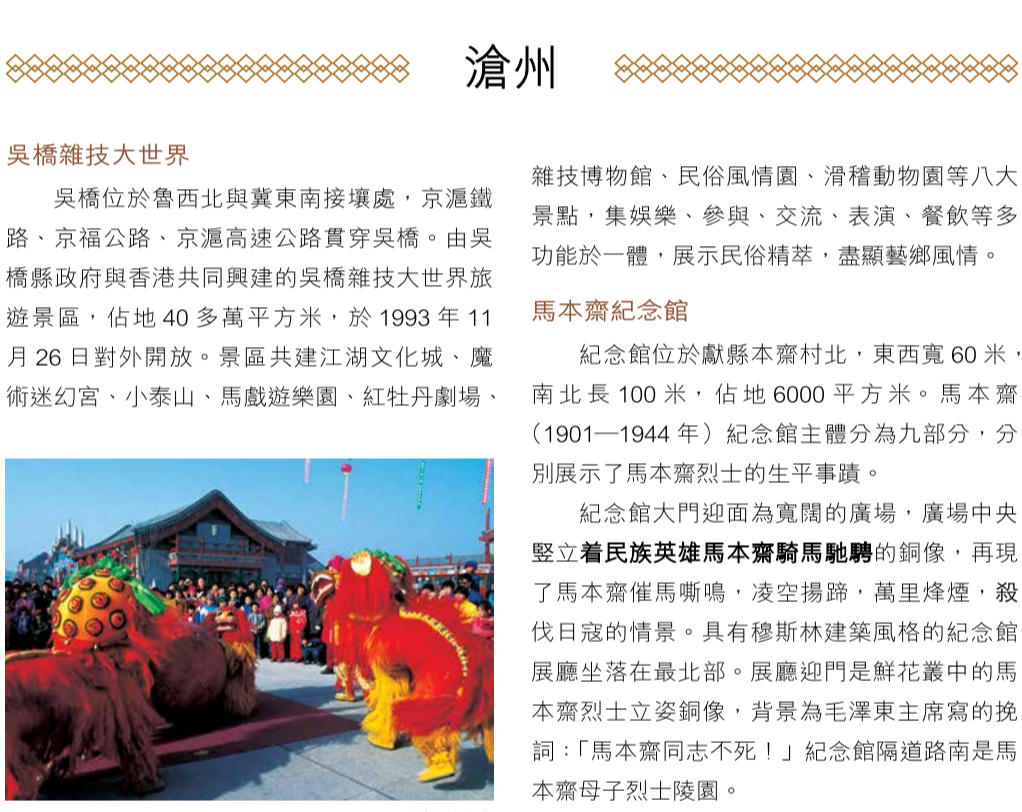 滄州
吳橋雜技大世界
吳橋位於魯西北與冀東南接壤處，京滬鐵
路、京福公路、京滬高速公路貫穿吳橋。由吳
橋縣政府與香港共同興建的吳橋雜技大世界旅
遊景區，佔地 40 多萬平方米，於 1993 年 11
月 26 日對外開放。景區共建江湖文化城、魔
術迷幻宮、小泰山、馬戲遊樂園、紅牡丹劇場、
雜技博物館、民俗風情園、滑稽動物園等八大
景點，集娛樂、參與、交流、表演、餐飲等多
功能於一體，展示民俗精萃，盡顯藝鄉風情。
馬本齋紀念館
紀念館位於獻縣本齋村北，東西寬 60 米，
南北長 100 米，佔地 6000 平方米。馬本齋
（1901—1944 年）紀念館主體分為九部分，分
別展示了馬本齋烈士的生平事蹟。
紀念館大門迎面為寬闊的廣場，廣場中央
堅立着民族英雄馬本齋騎馬馳騁的銅像，再現
了馬本齋催馬嘶鳴，凌空揚蹄，萬里烽煙，殺
伐日寇的情景。具有穆斯林建築風格的紀念館
展廳坐落在最北部。展廳迎門是鮮花叢中的馬
本齋烈士立姿銅像，背景為毛澤東主席寫的挽
詞：「馬本齋同志不死！」紀念館隔道路南是馬
本齋母子烈士陵園。